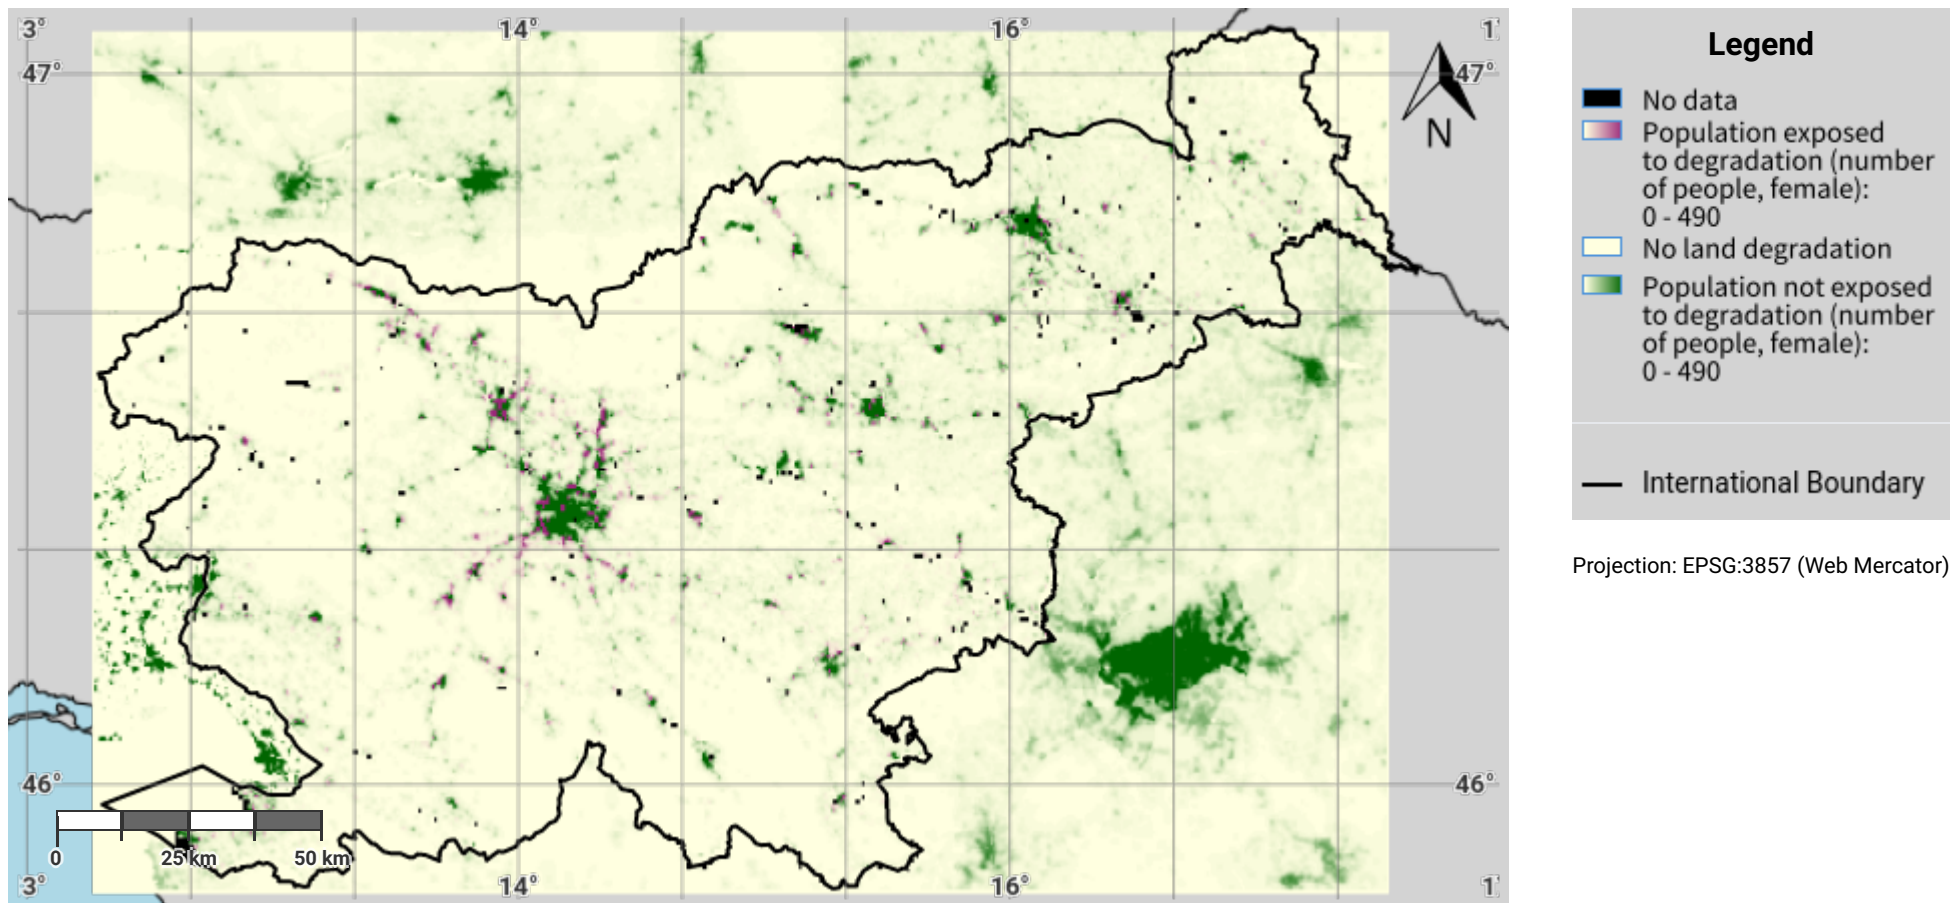 3° 14° 16° 1
47° 47°
N
46° 46°
0 25 km 50 km
3° 14° 16° 1
Legend
No data
Population exposed
to degradation (number
of people, female):
0 - 490
No land degradation
Population not exposed
to degradation (number
of people, female):
0 - 490
International Boundary
Projection: EPSG:3857 (Web Mercator)